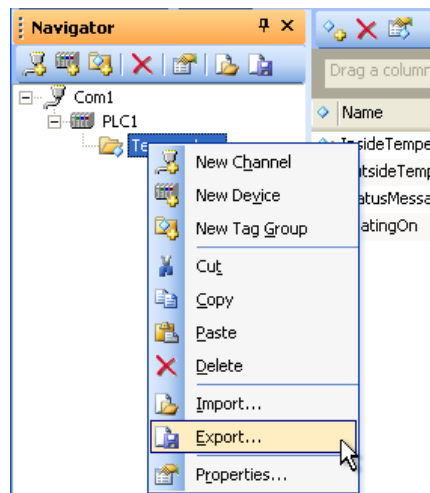 Navigator
Drag a column
Com1
PLC1
Name
New Channel
New Device
New Tag Group
Cut
Copy
Paste
Delete
Import...
Export...
Properties...